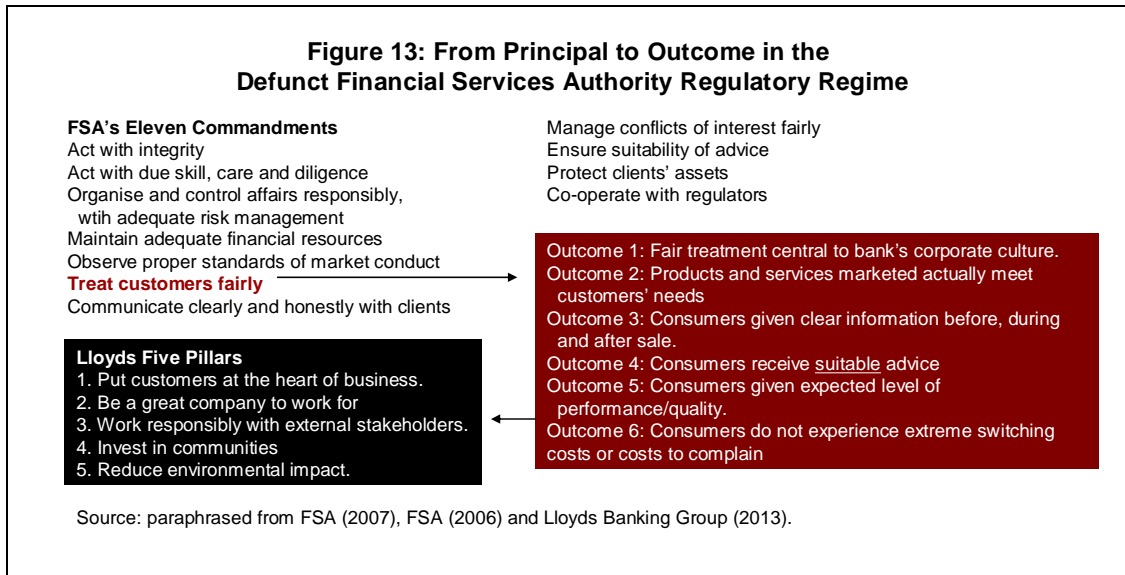 Figure 13: From Principal to Outcome in the
Defunct Financial Services Authority Regulatory Regime
FSA's Eleven Commandments
Act with integrity
Act with due skill, care and diligence
Organise and control affairs responsibly,
wtih adequate risk management
Maintain adequate financial resources
Observe proper standards of market conduct
Treat customers fairly
Communicate clearly and honestly with clients
Manage conflicts of interest fairly
Ensure suitability of advice
Protect clients' assets
Co-operate with regulators
Outcome 1: Fair treatment central to bank's corporate culture.
Outcome 2: Products and services marketed actually meet
customers' needs
Outcome 3: Consumers given clear information before, during
and after sale.
Outcome 4: Consumers receive suitable advice
Outcome 5: Consumers given expected level of
performance/quality.
Outcome 6: Consumers do not experience extreme switching
costs or costs to complain
Lloyds Five Pillars
1. Put customers at the heart of business.
2. Be a great company to work for
3. Work responsibly with external stakeholders.
4. Invest in communities
5. Reduce environmental impact.
Source: paraphrased from FSA (2007), FSA (2006) and Lloyds Banking Group (2013).